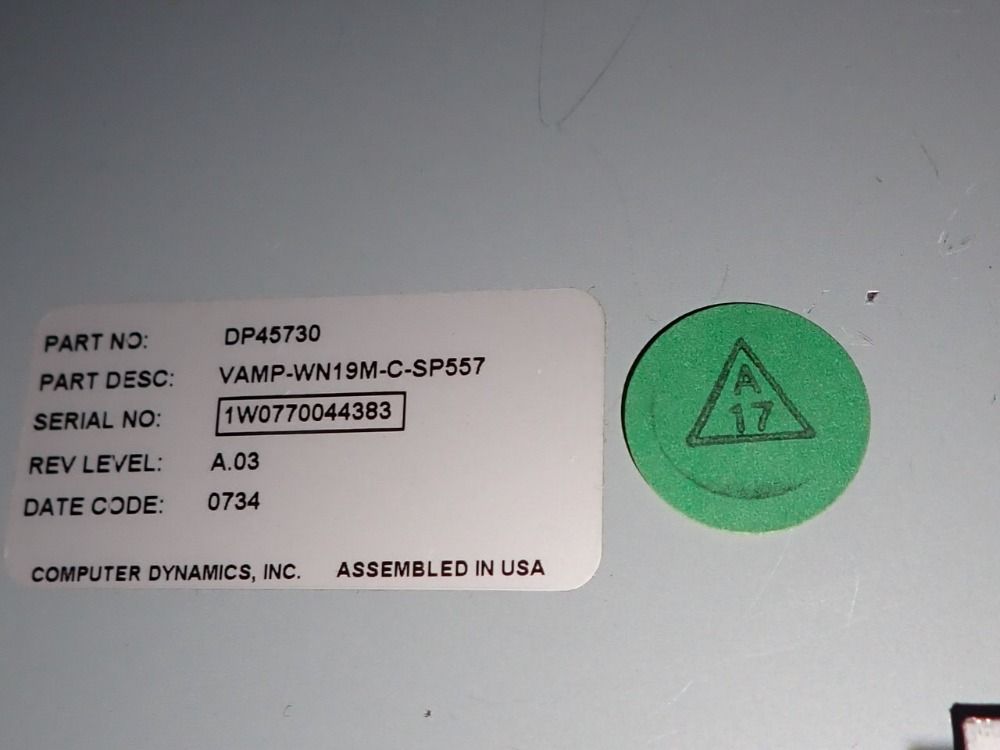 PART NO: DP45730
PART DESC: VAMP-WN19M-C-SP557
SERIAL NO: 1W0770044383
REV LEVEL: A.03
DATE CODE: 0734
COMPUTER DYNAMICS, INC. ASSEMBLED IN USA
A
17